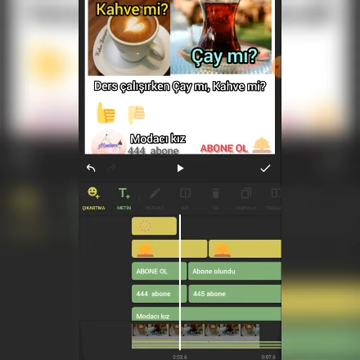 Kahve mi?
Çay mı?
Ders çalışırken Çay mı, Kahve mi?
Modacı kız
444 abone
ABONE OL
ÇIKARTMA
METİN
ABONE OL
Abone olundu
444 abone
445 abone
Modacı kız